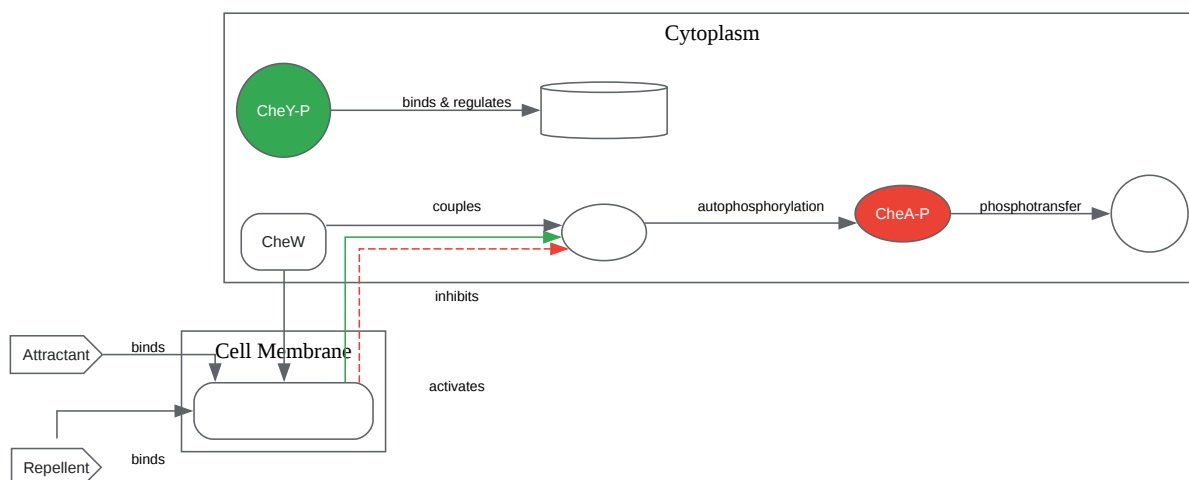 Cytoplasm
CheY-P
binds & regulates
couples
autophosphorylation
CheA-P
phosphotransfer
CheW
inhibits
Attractant
binds
Cell Membrane
activates
Repellent
binds